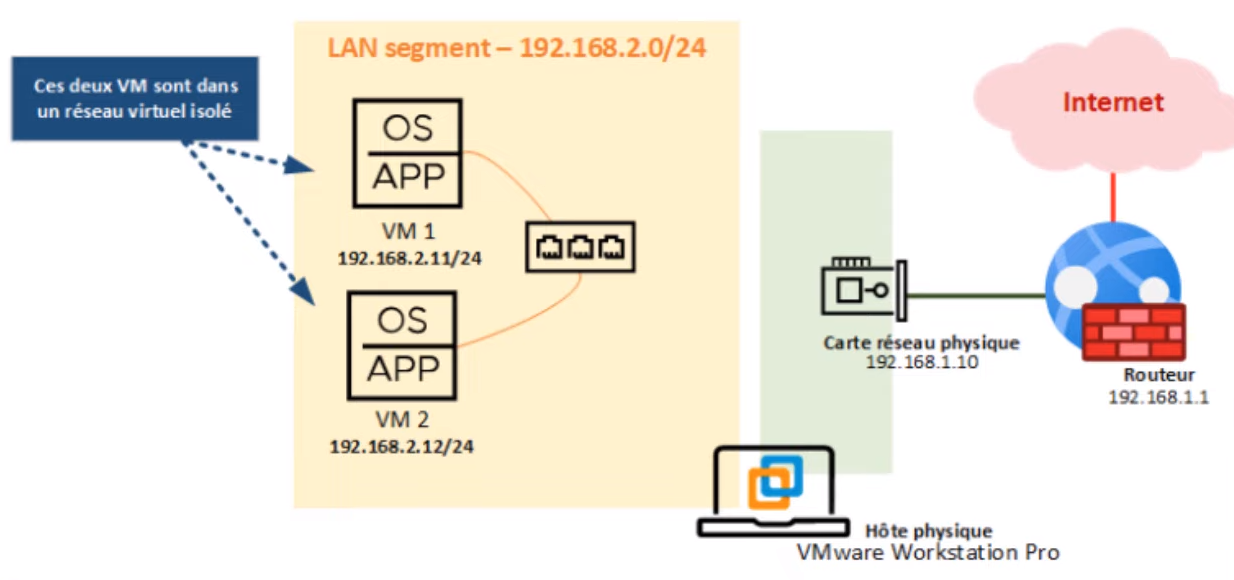 LAN segment – 192.168.2.0/24
Ces deux VM sont dans
un réseau virtuel isolé
OS
APP
VM 1
192.168.2.11/24
OS
APP
VM 2
192.168.2.12/24
Internet
Carte réseau physique
192.168.1.10
Routeur
192.168.1.1
Hôte physique
VMware Workstation Pro